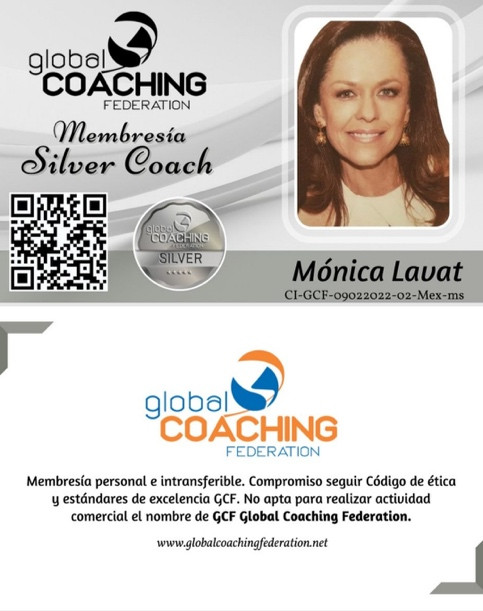 global
COACHING
FEDERATION
Membresía
Silver Coach
global
COACHING
FEDERATION
SILVER
Mónica Lavat
CI-GCF-09022022-02-Mex-ms
global
COACHING
FEDERATION
Membresía personal e intransferible. Compromiso seguir Código de ética
y estándares de excelencia GCF. No apta para realizar actividad
comercial el nombre de GCF Global Coaching Federation.
www.globalcoachingfederation.net